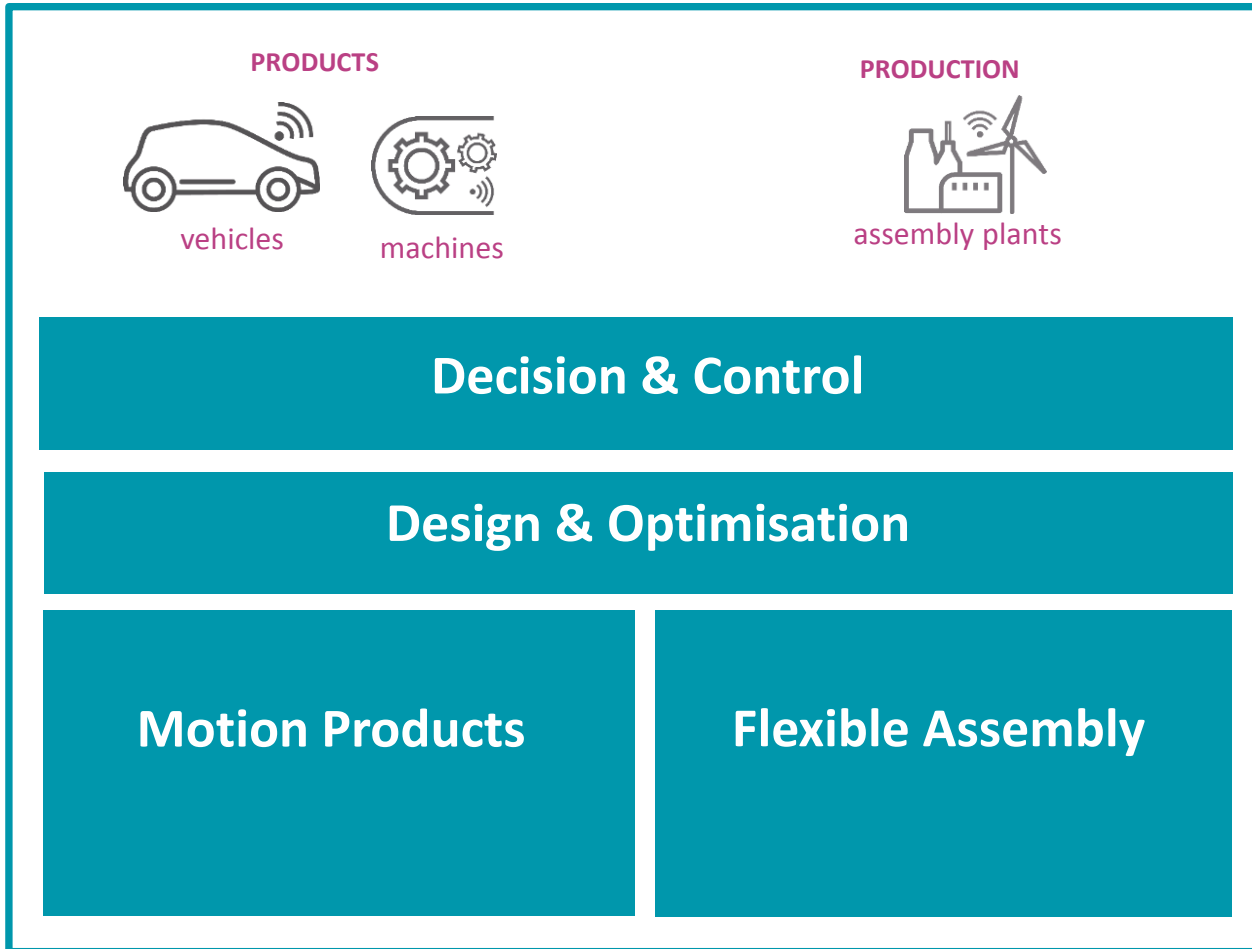 PRODUCTS
PRODUCTION
vehicles
machines
assembly plants
Decision & Control
Design & Optimisation
Motion Products
Flexible Assembly